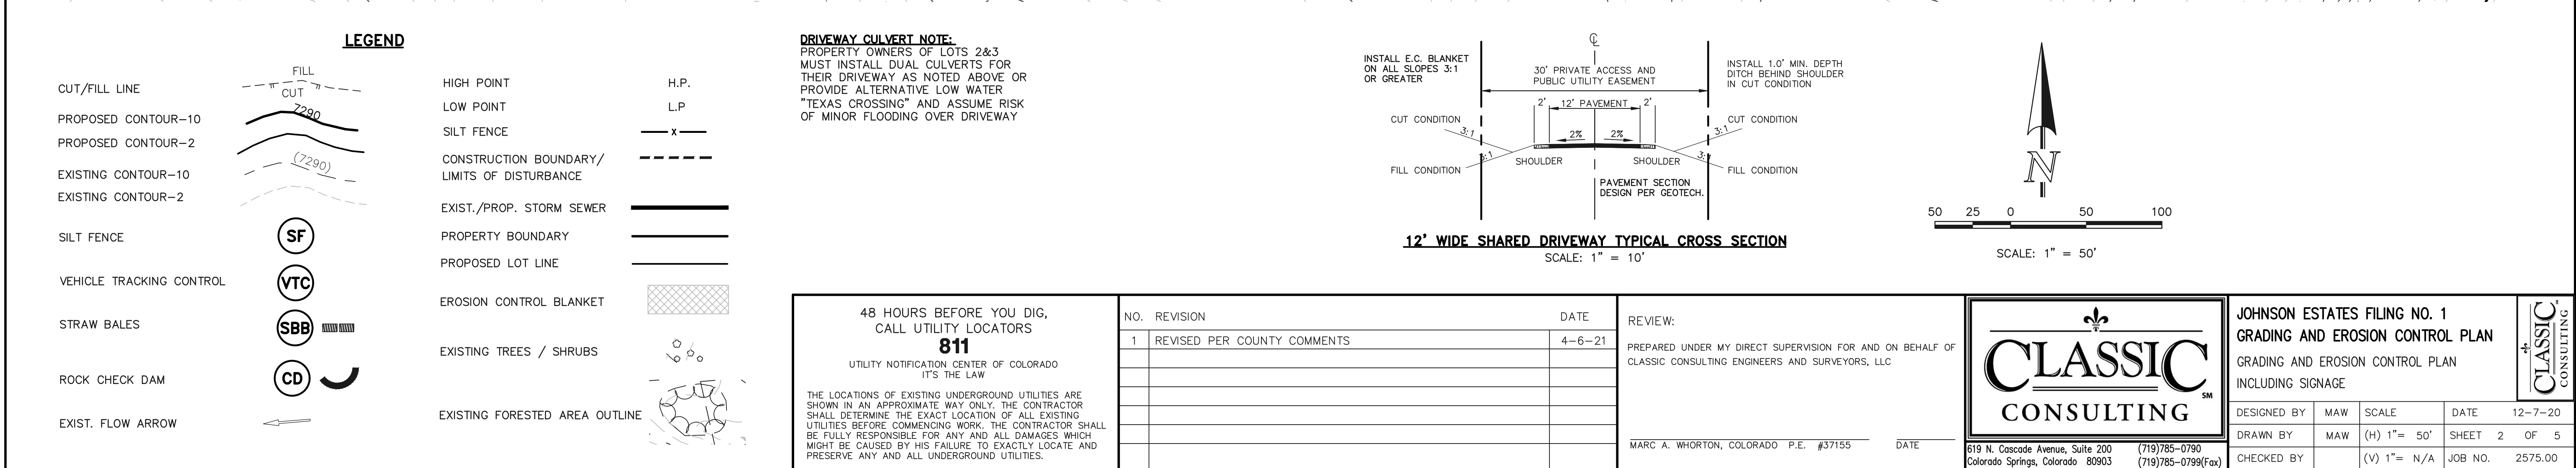 LEGEND
FILL
CUT/FILL LINE
CUT
PROPOSED CONTOUR-10
7290
PROPOSED CONTOUR-2
(7290)
EXISTING CONTOUR-10
EXISTING CONTOUR-2
SILT FENCE
SF
VEHICLE TRACKING CONTROL
VTC
STRAW BALES
SBB
ROCK CHECK DAM
CD
EXIST. FLOW ARROW
HIGH POINT
H.P.
LOW POINT
L.P
SILT FENCE
x
CONSTRUCTION BOUNDARY/
LIMITS OF DISTURBANCE
EXIST./PROP. STORM SEWER
PROPERTY BOUNDARY
PROPOSED LOT LINE
EROSION CONTROL BLANKET
EXISTING TREES / SHRUBS
EXISTING FORESTED AREA OUTLINE
DRIVEWAY CULVERT NOTE:
PROPERTY OWNERS OF LOTS 2&3
MUST INSTALL DUAL CULVERTS FOR
THEIR DRIVEWAY AS NOTED ABOVE OR
PROVIDE ALTERNATIVE LOW WATER
"TEXAS CROSSING" AND ASSUME RISK
OF MINOR FLOODING OVER DRIVEWAY
INSTALL E.C. BLANKET
ON ALL SLOPES 3:1
OR GREATER
30' PRIVATE ACCESS AND
PUBLIC UTILITY EASEMENT
INSTALL 1.0' MIN. DEPTH
DITCH BEHIND SHOULDER
IN CUT CONDITION
2'
12' PAVEMENT
2'
CUT CONDITION
3:1
2%
2%
3:1
CUT CONDITION
SHOULDER
SHOULDER
FILL CONDITION
FILL CONDITION
PAVEMENT SECTION
DESIGN PER GEOTECH.
12' WIDE SHARED DRIVEWAY TYPICAL CROSS SECTION
SCALE: 1" = 10'
N
50 25 0 50 100
SCALE: 1" = 50'
48 HOURS BEFORE YOU DIG,
CALL UTILITY LOCATORS
811
UTILITY NOTIFICATION CENTER OF COLORADO
IT'S THE LAW
THE LOCATIONS OF EXISTING UNDERGROUND UTILITIES ARE
SHOWN IN AN APPROXIMATE WAY ONLY. THE CONTRACTOR
SHALL DETERMINE THE EXACT LOCATION OF ALL EXISTING
UTILITIES BEFORE COMMENCING WORK. THE CONTRACTOR SHALL
BE FULLY RESPONSIBLE FOR ANY AND ALL DAMAGES WHICH
MIGHT BE CAUSED BY HIS FAILURE TO EXACTLY LOCATE AND
PRESERVE ANY AND ALL UNDERGROUND UTILITIES.
NO. REVISION DATE
1 REVISED PER COUNTY COMMENTS 4-6-21
REVIEW:
PREPARED UNDER MY DIRECT SUPERVISION FOR AND ON BEHALF OF
CLASSIC CONSULTING ENGINEERS AND SURVEYORS, LLC
MARC A. WHORTON, COLORADO P.E. #37155 DATE
CLASSIC
SM
CONSULTING
619 N. Cascade Avenue, Suite 200 (719)785-0790
Colorado Springs, Colorado 80903 (719)785-0799(Fax)
JOHNSON ESTATES FILING NO. 1
GRADING AND EROSION CONTROL PLAN
GRADING AND EROSION CONTROL PLAN
INCLUDING SIGNAGE
CLASSIC
CONSULTING
DESIGNED BY MAW SCALE DATE 12-7-20
DRAWN BY MAW (H) 1"= 50' SHEET 2 OF 5
CHECKED BY (V) 1"= N/A JOB NO. 2575.00